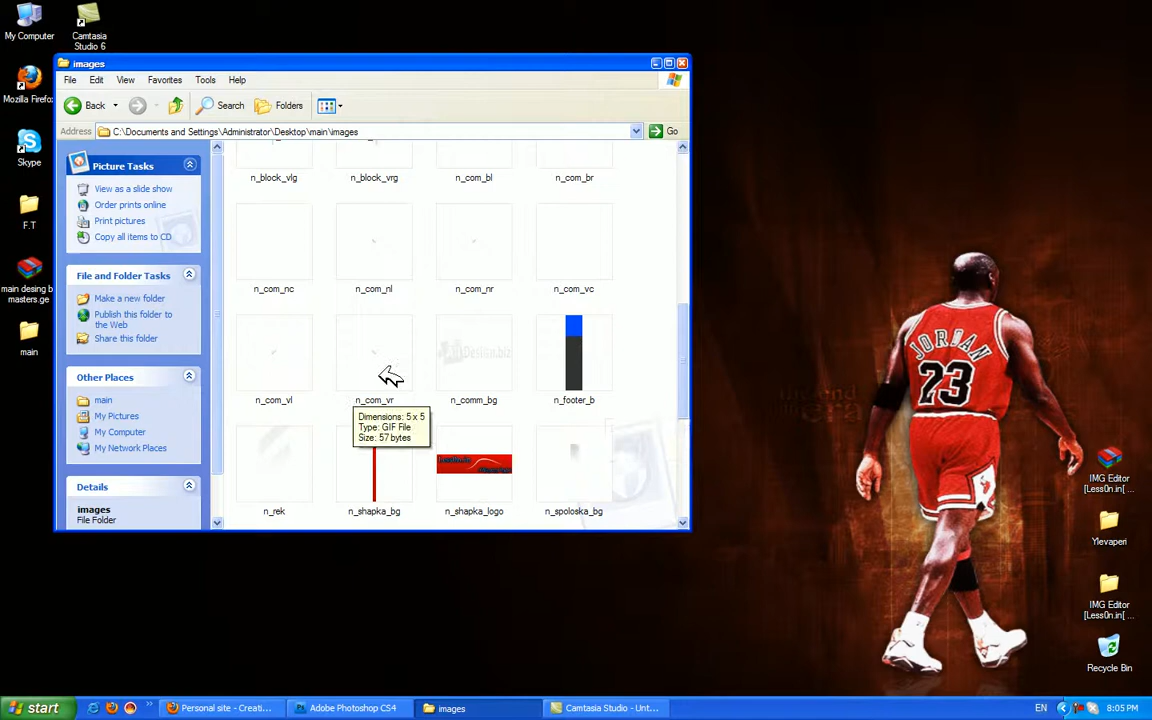 My Computer
Camtasia
Studio 6
Mozilla Firefox
Skype
F.T
main desing b...
masters.ge
main
images
File Edit View Favorites Tools Help
Back Search Folders
Address C:\Documents and Settings\Administrator\Desktop\main\images Go
Picture Tasks
View as a slide show
Order prints online
Print pictures
Copy all items to CD
File and Folder Tasks
Make a new folder
Publish this folder to
the Web
Share this folder
Other Places
main
My Pictures
My Computer
My Network Places
Details
images
File Folder
n_block_vlg n_block_vrg n_com_bl n_com_br
n_com_nc n_com_nl n_com_nr n_com_vc
n_com_vl n_com_vr n_comm_bg n_footer_b
Dimensions: 5 x 5
Type: GIF File
Size: 57 bytes
n_rek n_shapka_bg n_shapka_logo n_spoloska_bg
JORDAN
23
IMG Editor
[Less0n.in[ ...
Ylevaperi
IMG Editor
[Less0n.in[ ...
Recycle Bin
start Personal site - Creati... Adobe Photoshop CS4 images Camtasia Studio - Unt... EN 8:05 PM